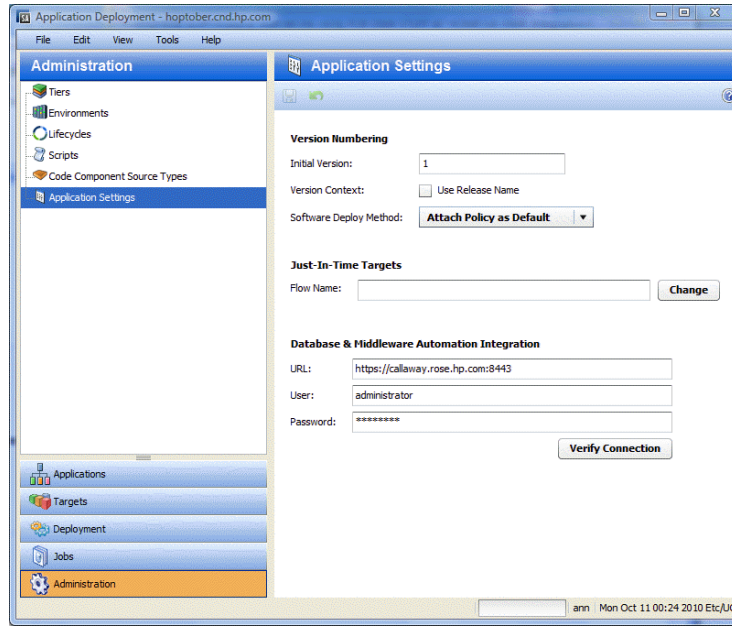 Application Deployment - hoptober.cnd.hp.com
File Edit View Tools Help
Administration
Tiers
Environments
Lifecycles
Scripts
Code Component Source Types
Application Settings
Applications
Targets
Deployment
Jobs
Administration
Application Settings
Version Numbering
Initial Version: 1
Version Context: Use Release Name
Software Deploy Method: Attach Policy as Default
Just-In-Time Targets
Flow Name: Change
Database & Middleware Automation Integration
URL: https://callaway.rose.hp.com:8443
User: administrator
Password: ********
Verify Connection
ann Mon Oct 11 00:24 2010 Etc/UC